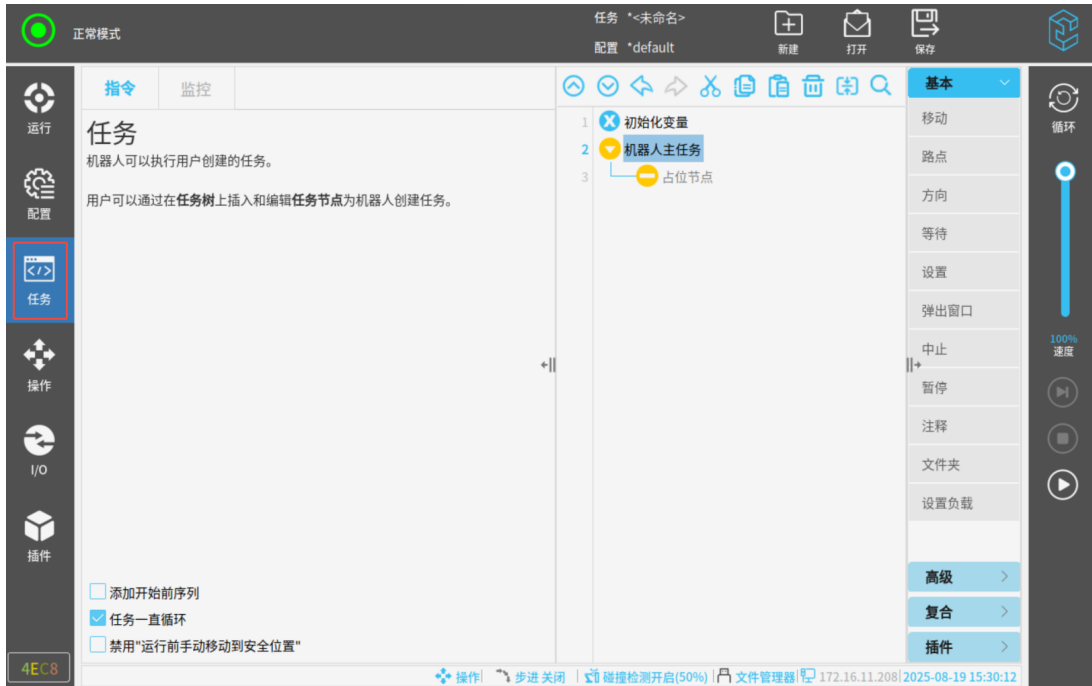 正常模式
任务 *<未命名>
配置 *default
新建
打开
保存
运行
配置
任务
操作
I/O
插件
4EC8
指令
监控
任务
机器人可以执行用户创建的任务。
用户可以通过在任务树上插入和编辑任务节点为机器人创建任务。
添加开始前序列
任务一直循环
禁用"运行前手动移动到安全位置"
1 初始化变量
2 机器人主任务
3 占位节点
基本
移动
路点
方向
等待
设置
弹出窗口
中止
暂停
注释
文件夹
设置负载
高级
复合
插件
循环
100%
速度
操作 步进 关闭 碰撞检测开启(50%) 文件管理器 172.16.11.208 2025-08-19 15:30:12